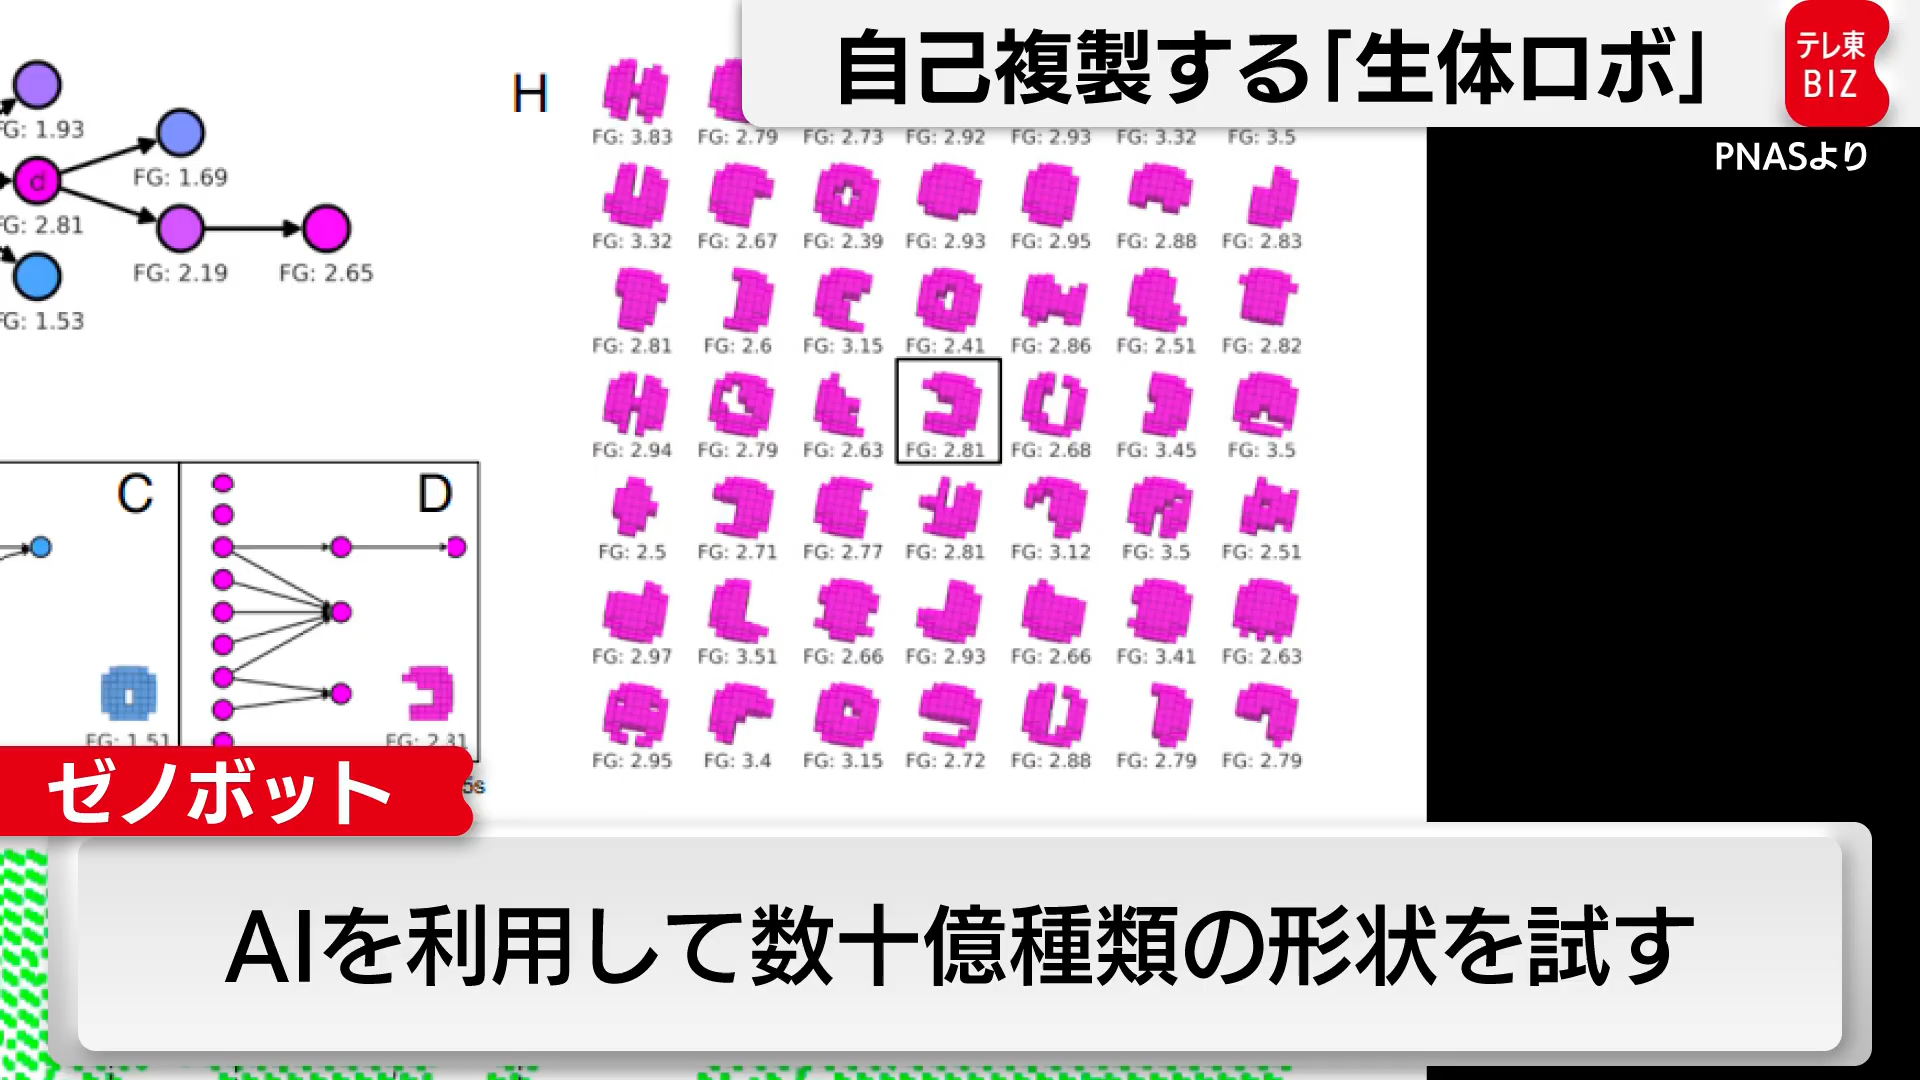 自己複製する「生体ロボ」
テレ東
BIZ
PNASより
FG: 1.93
FG: 1.69
d
FG: 2.81
FG: 2.19
FG: 2.65
FG: 1.53
H
FG: 3.83 FG: 2.79 FG: 2.73 FG: 2.92 FG: 2.93 FG: 3.32 FG: 3.5
FG: 3.32 FG: 2.67 FG: 2.39 FG: 2.93 FG: 2.95 FG: 2.88 FG: 2.83
FG: 2.81 FG: 2.6 FG: 3.15 FG: 2.41 FG: 2.86 FG: 2.51 FG: 2.82
FG: 2.94 FG: 2.79 FG: 2.63 FG: 2.81 FG: 2.68 FG: 3.45 FG: 3.5
FG: 2.5 FG: 2.71 FG: 2.77 FG: 2.81 FG: 3.12 FG: 3.5 FG: 2.51
FG: 2.97 FG: 3.51 FG: 2.66 FG: 2.93 FG: 2.66 FG: 3.41 FG: 2.63
FG: 2.95 FG: 3.4 FG: 3.15 FG: 2.72 FG: 2.88 FG: 2.79 FG: 2.79
C
D
FG: 1.51
ゼノボット
AIを利用して数十億種類の形状を試す